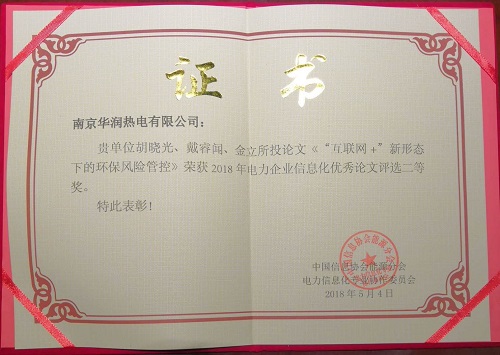 证书
南京华润热电有限公司：
贵单位胡晓光、戴睿闻、金立所投论文《“互联网+”新形态
下的环保风险管控》荣获2018年电力企业信息化优秀论文评选二等
奖。
特此表彰!
中国信息协会能源分会
电力信息化专业协作委员会
2018年5月4日